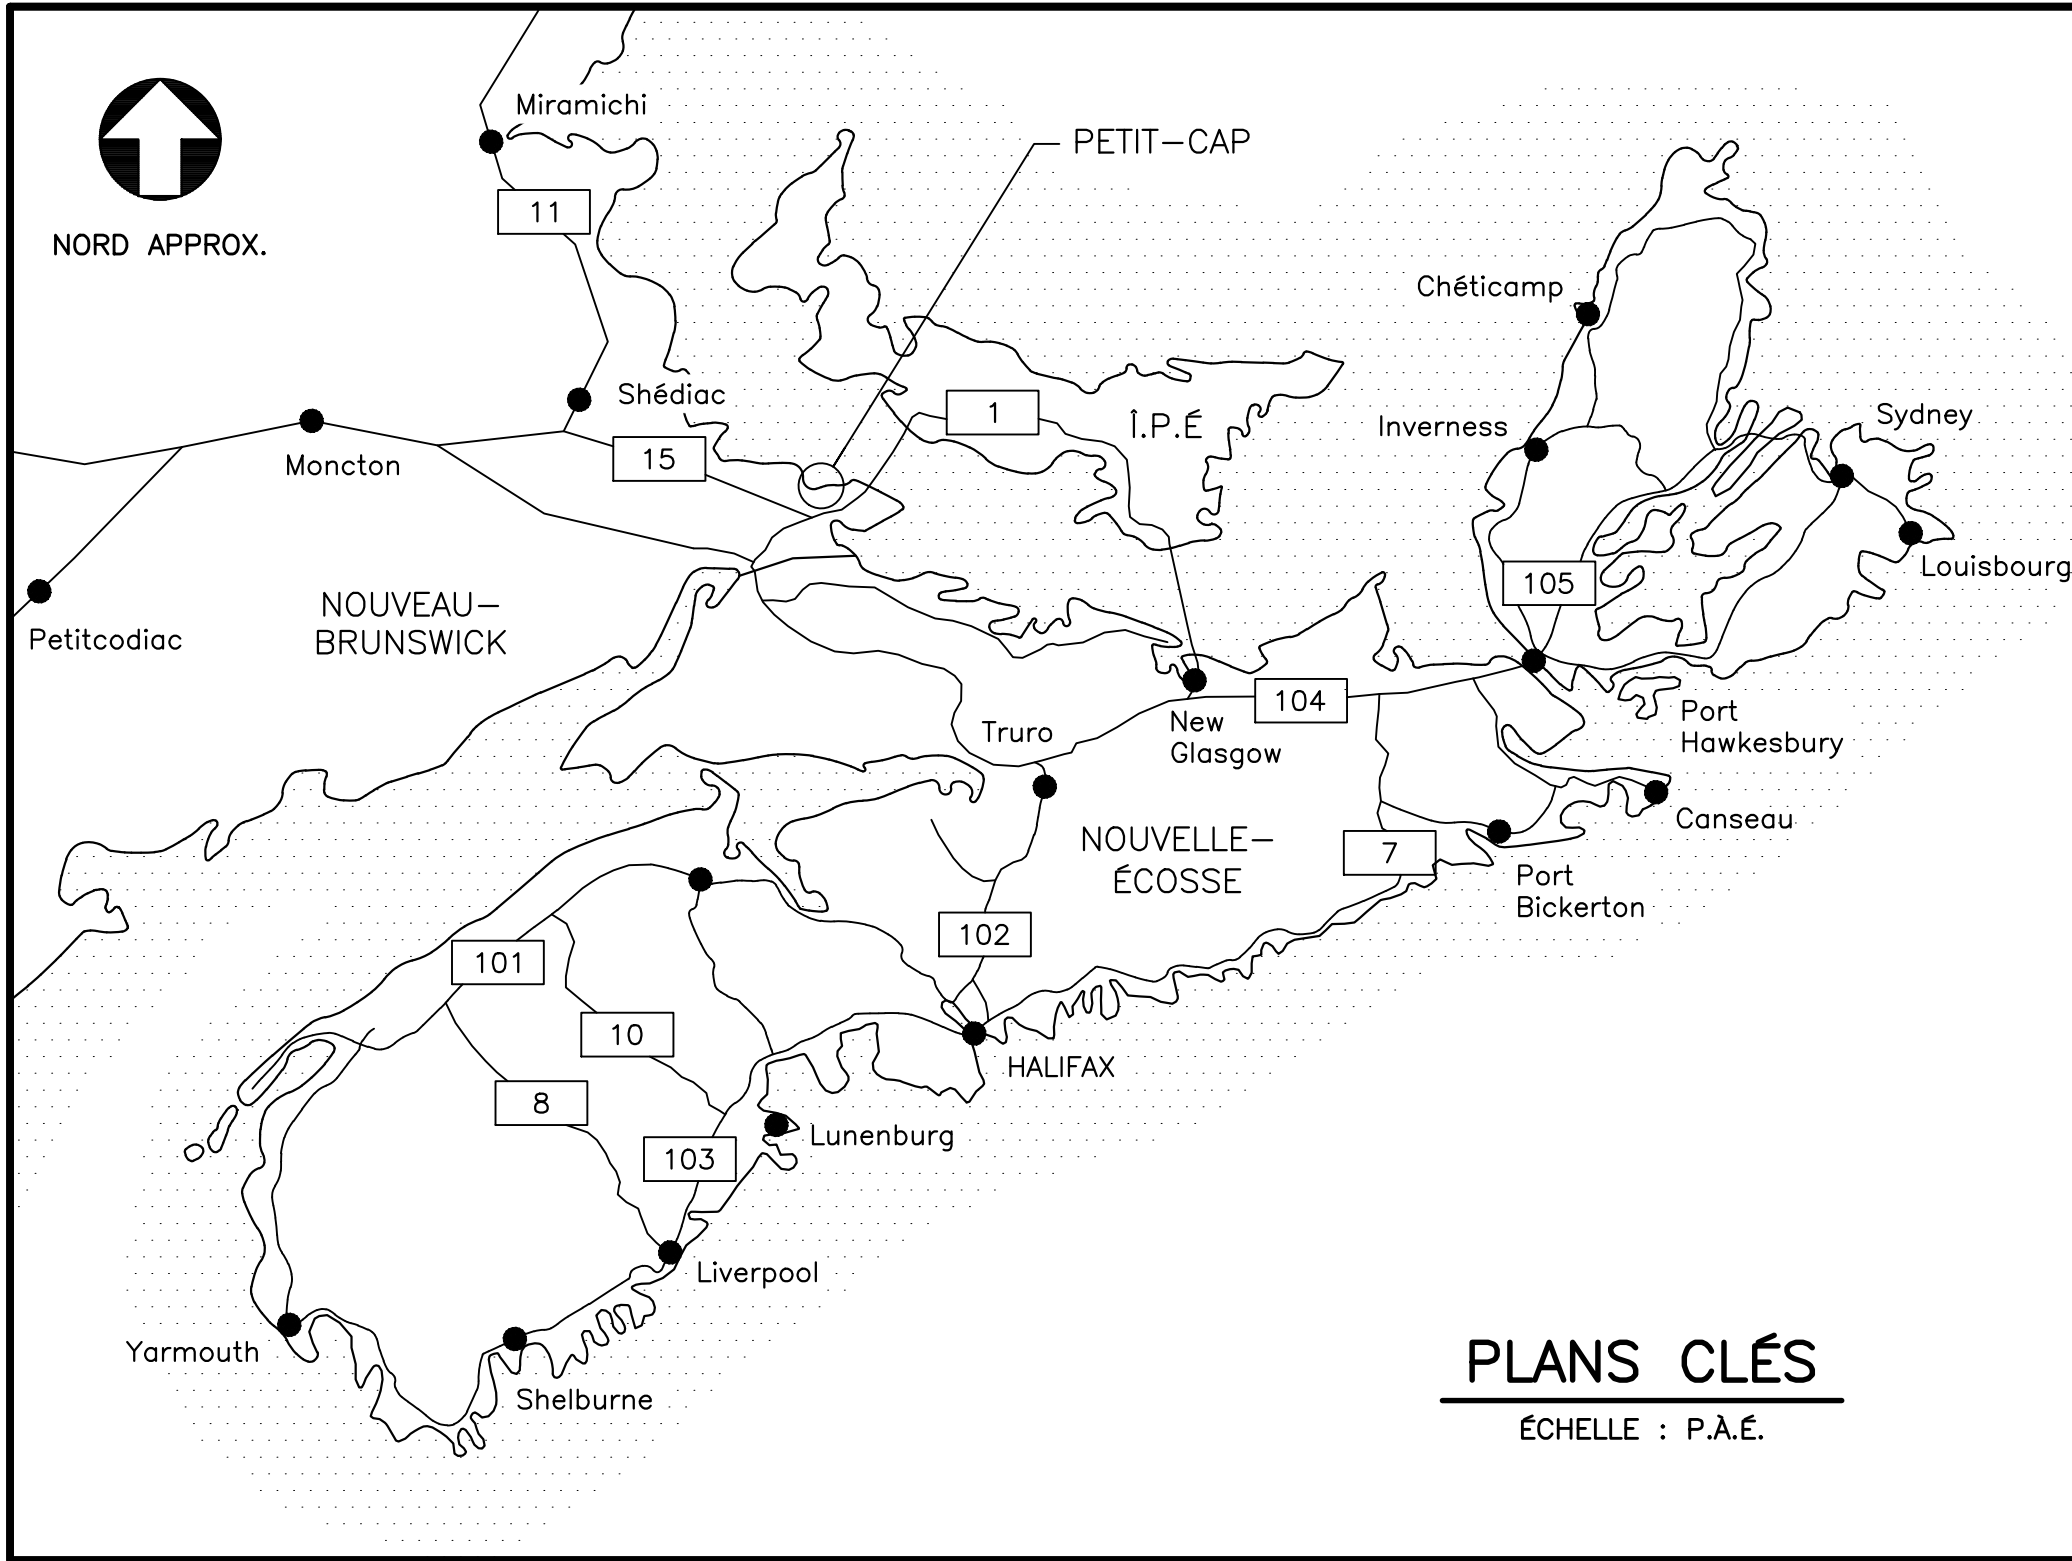 Miramichi
PETIT-CAP
11
NORD APPROX.
Chéticamp
Shédiac
1
Î.P.É
Inverness
Sydney
Moncton
15
105
Louisbourg
NOUVEAU-
BRUNSWICK
Petitcodiac
104
Port
Hawkesbury
New
Glasgow
Truro
Canseau
NOUVELLE-
ÉCOSSE
7
Port
Bickerton
102
101
10
HALIFAX
8
Lunenburg
103
Liverpool
Yarmouth
Shelburne
PLANS CLÉS
ÉCHELLE : P.À.É.